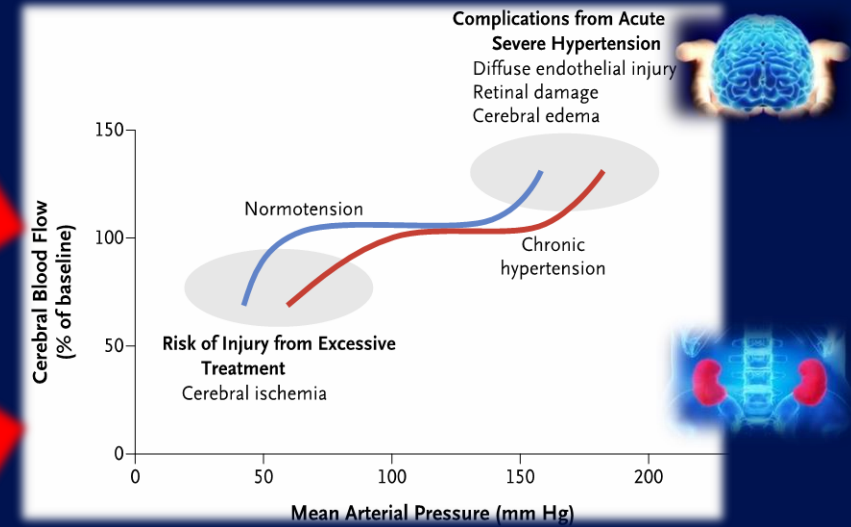 Complications from Acute
Severe Hypertension
Diffuse endothelial injury
Retinal damage
Cerebral edema
150
Normotension
100
Chronic
hypertension
Cerebral Blood Flow
(% of baseline)
50
Risk of Injury from Excessive
Treatment
Cerebral ischemia
0
0 50 100 150 200
Mean Arterial Pressure (mm Hg)